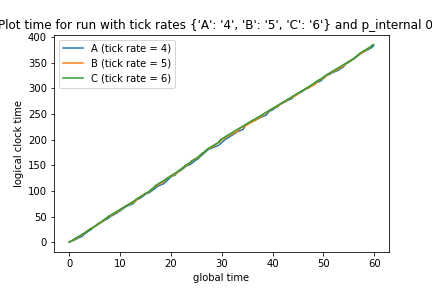 Plot time for run with tick rates {'A': '4', 'B': '5', 'C': '6'} and p_internal 0
A (tick rate = 4)
B (tick rate = 5)
C (tick rate = 6)
logical clock time
400
350
300
250
200
150
100
50
0
0 10 20 30 40 50 60
global time